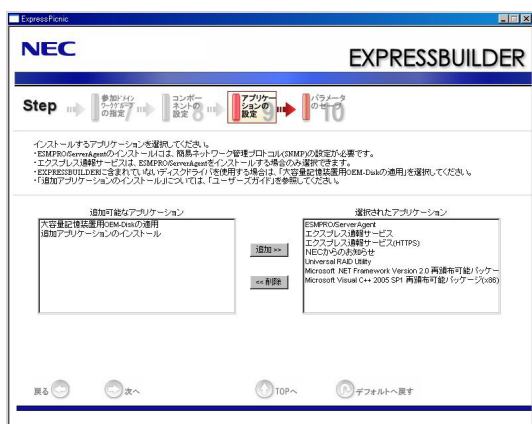 ExpressPicnic
NEC
EXPRESSBUILDER
Step
参加ドメイン
ワークグループ
の指定
7
コンポー
ネントの
設定
8
アプリケー
ションの
設定
9
パラメータ
のセーブ
10
インストールするアプリケーションを選択してください。
・ESMPRO/ServerAgentのインストールには、簡易ネットワーク管理プロトコル(SNMP)の設定が必要です。
・エクスプレス通報サービスは、ESMPRO/ServerAgentをインストールする場合のみ選択できます。
・EXPRESSBUILDERに含まれていないディスクドライバを使用する場合は、「大容量記憶装置用OEM-Diskの適用」を選択してください。
・「追加アプリケーションのインストール」については、「ユーザーズガイド」を参照してください。
追加可能なアプリケーション
大容量記憶装置用OEM-Diskの適用
追加アプリケーションのインストール
追加 >>
<< 削除
選択されたアプリケーション
ESMPRO/ServerAgent
エクスプレス通報サービス
エクスプレス通報サービス(HTTPS)
NECからのお知らせ
Universal RAID Utility
Microsoft .NET Framework Version 2.0 再頒布可能パッケー
Microsoft Visual C++ 2005 SP1 再頒布可能パッケージ(x86)
戻る
次へ
TOPへ
デフォルトへ戻す